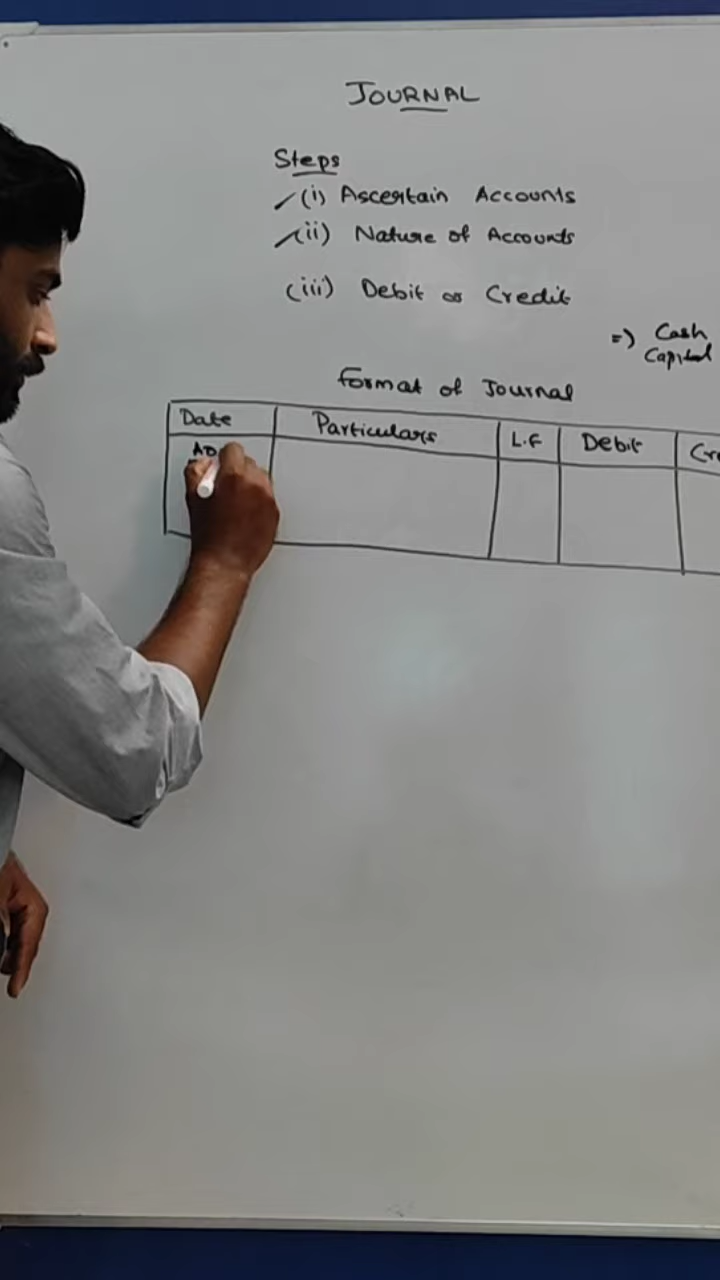 JOURNAL
Steps
(i) Ascertain Accounts
(ii) Nature of Accounts
(iii) Debit or Credit
=) Cash
Capital
Format of Journal
Date Particulars L.F Debit